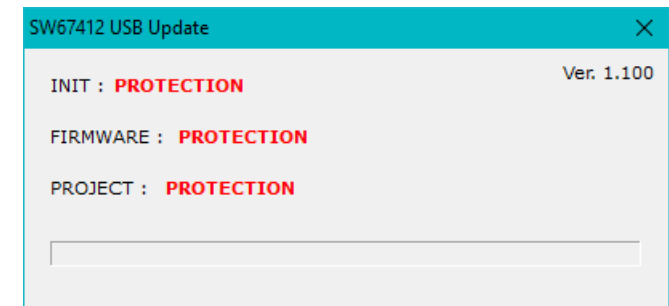 SW67412 USB Update
Ver. 1.100
INIT : PROTECTION
FIRMWARE : PROTECTION
PROJECT : PROTECTION